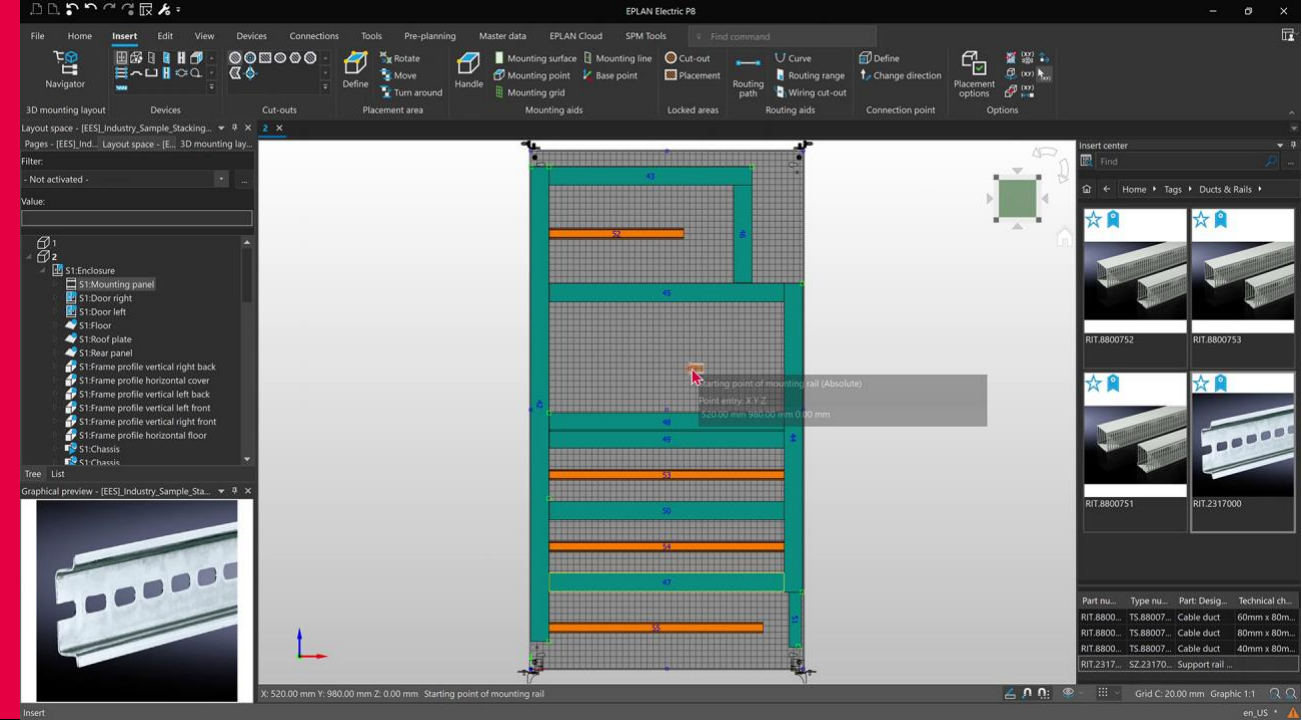 EPLAN Electric P8
File Home Insert Edit View Devices Connections Tools Pre-planning Master data EPLAN Cloud SPM Tools Find command
Navigator
3D mounting layout
Devices
Cut-outs
Define
Rotate
Move
Turn around
Placement area
Handle
Mounting surface Mounting line
Mounting point Base point
Mounting grid
Mounting aids
Cut-out
Placement
Locked areas
Routing path
Curve
Routing range
Wiring cut-out
Routing aids
Define
Change direction
Connection point
Placement options
Options
Layout space - [EES]_Industry_Sample_Stacking...
2
Pages - [EES]_Ind... Layout space - [E... 3D mounting lay...
Filter:
- Not activated -
Value:
1
2
S1:Enclosure
S1:Mounting panel
S1:Door right
S1:Door left
S1:Floor
S1:Roof plate
S1:Rear panel
S1:Frame profile vertical right back
S1:Frame profile horizontal cover
S1:Frame profile vertical left back
S1:Frame profile vertical left front
S1:Frame profile vertical right front
S1:Frame profile horizontal floor
S1:Chassis
S1:Chassis
Tree List
Graphical preview - [EES]_Industry_Sample_Sta...
43
52
46
45
48
44
49
53
50
54
47
51
55
Starting point of mounting rail (Absolute)
Point entry: X Y Z
520.00 mm 980.00 mm 0.00 mm
Insert center
Find
Home Tags Ducts & Rails
RIT.8800752 RIT.8800753
RIT.8800751 RIT.2317000
Part nu... Type nu... Part: Desig... Technical ch...
RIT.8800... TS.88007... Cable duct 60mm x 80m...
RIT.8800... TS.88007... Cable duct 80mm x 80m...
RIT.8800... TS.88007... Cable duct 40mm x 80m...
RIT.2317... SZ.23170... Support rail ...
X: 520.00 mm Y: 980.00 mm Z: 0.00 mm Starting point of mounting rail
Grid C: 20.00 mm Graphic 1:1
Insert
en_US